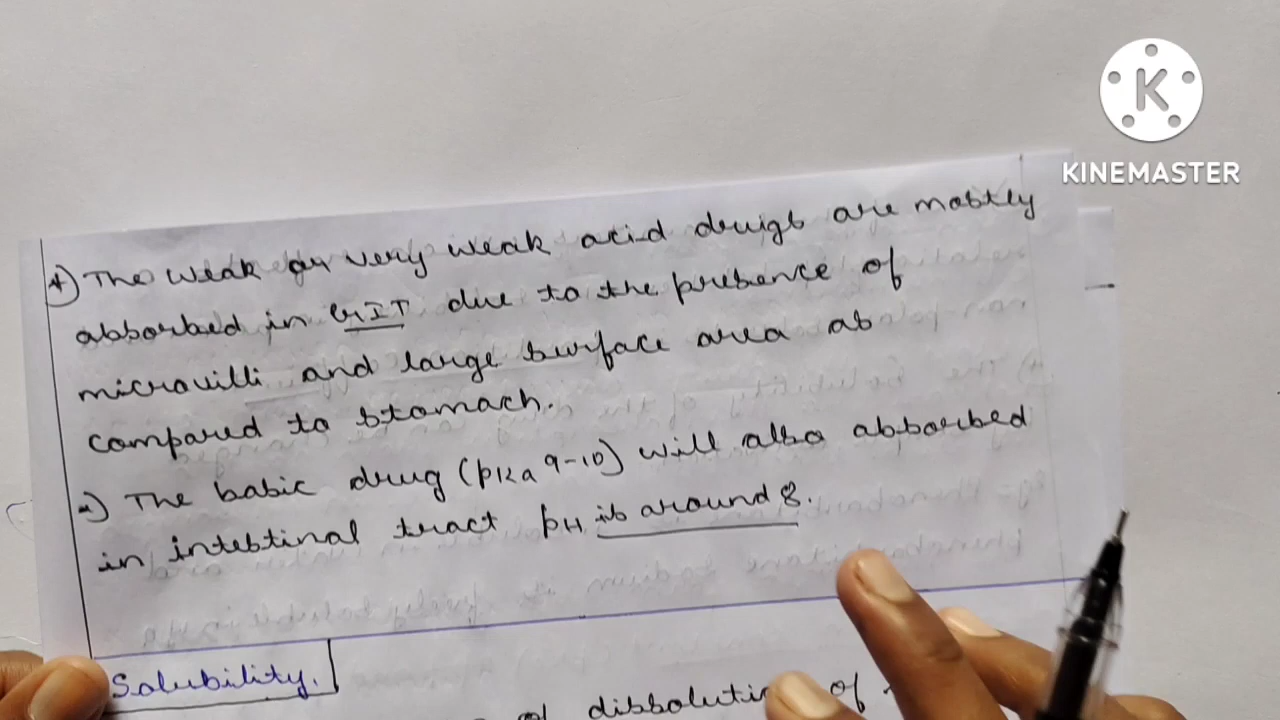 K
KINEMASTER
*) The weak or very weak acid drugs are mostly
absorbed in GIT due to the presence of
microvilli and large surface area as
compared to stomach.
*) The basic drug (pKa 9-10) will also absorbed
in intestinal tract pH is around 8.
Solubility.
of dissolution of